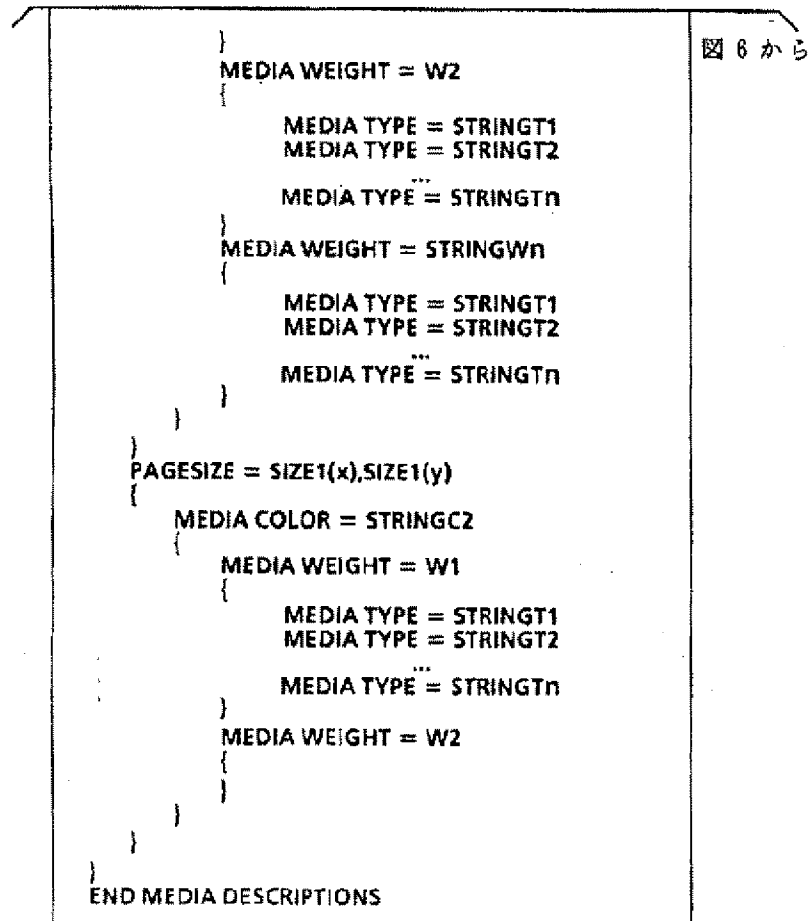 }
図 6 から
MEDIA WEIGHT = W2
{
MEDIA TYPE = STRINGT1
MEDIA TYPE = STRINGT2
...
MEDIA TYPE = STRINGTn
}
MEDIA WEIGHT = STRINGWn
{
MEDIA TYPE = STRINGT1
MEDIA TYPE = STRINGT2
...
MEDIA TYPE = STRINGTn
}
}
}
PAGESIZE = SIZE1(x),SIZE1(y)
{
MEDIA COLOR = STRINGC2
{
MEDIA WEIGHT = W1
{
MEDIA TYPE = STRINGT1
MEDIA TYPE = STRINGT2
...
MEDIA TYPE = STRINGTn
}
MEDIA WEIGHT = W2
{
}
}
}
}
END MEDIA DESCRIPTIONS